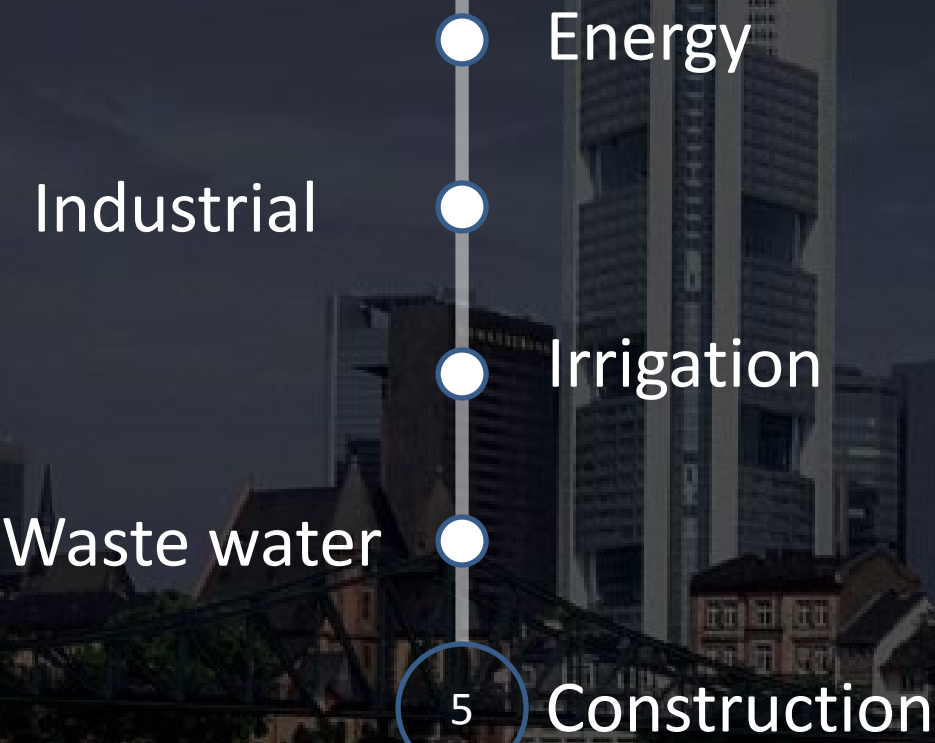 Energy
Industrial
Irrigation
Waste water
5 Construction